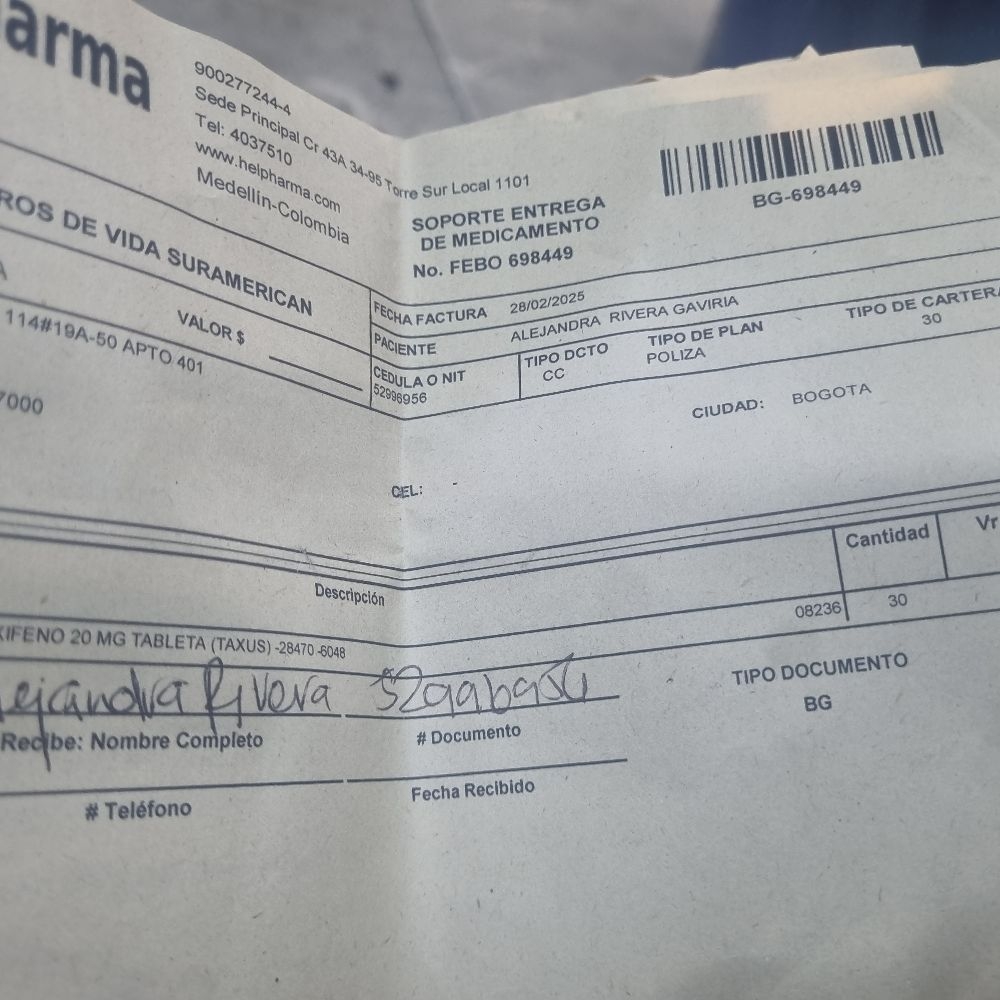 arma
900277244-4
Sede Principal Cr 43A 34-95 Torre Sur Local 1101
Tel: 4037510
www.helpharma.com
Medellín-Colombia
SOPORTE ENTREGA
DE MEDICAMENTO
No. FEBO 698449
BG-698449
ROS DE VIDA SURAMERICAN
FECHA FACTURA 28/02/2025
PACIENTE ALEJANDRA RIVERA GAVIRIA
A
VALOR $
114#19A-50 APTO 401
CEDULA O NIT
52996956
TIPO DCTO
CC
TIPO DE PLAN
POLIZA
TIPO DE CARTERA
30
7000
CIUDAD: BOGOTA
CEL: -
Descripción Cantidad Vr
XIFENO 20 MG TABLETA (TAXUS) -28470 -6048 08236 30
lejandra Rivera 52996956
Recibe: Nombre Completo # Documento
TIPO DOCUMENTO
BG
# Teléfono Fecha Recibido